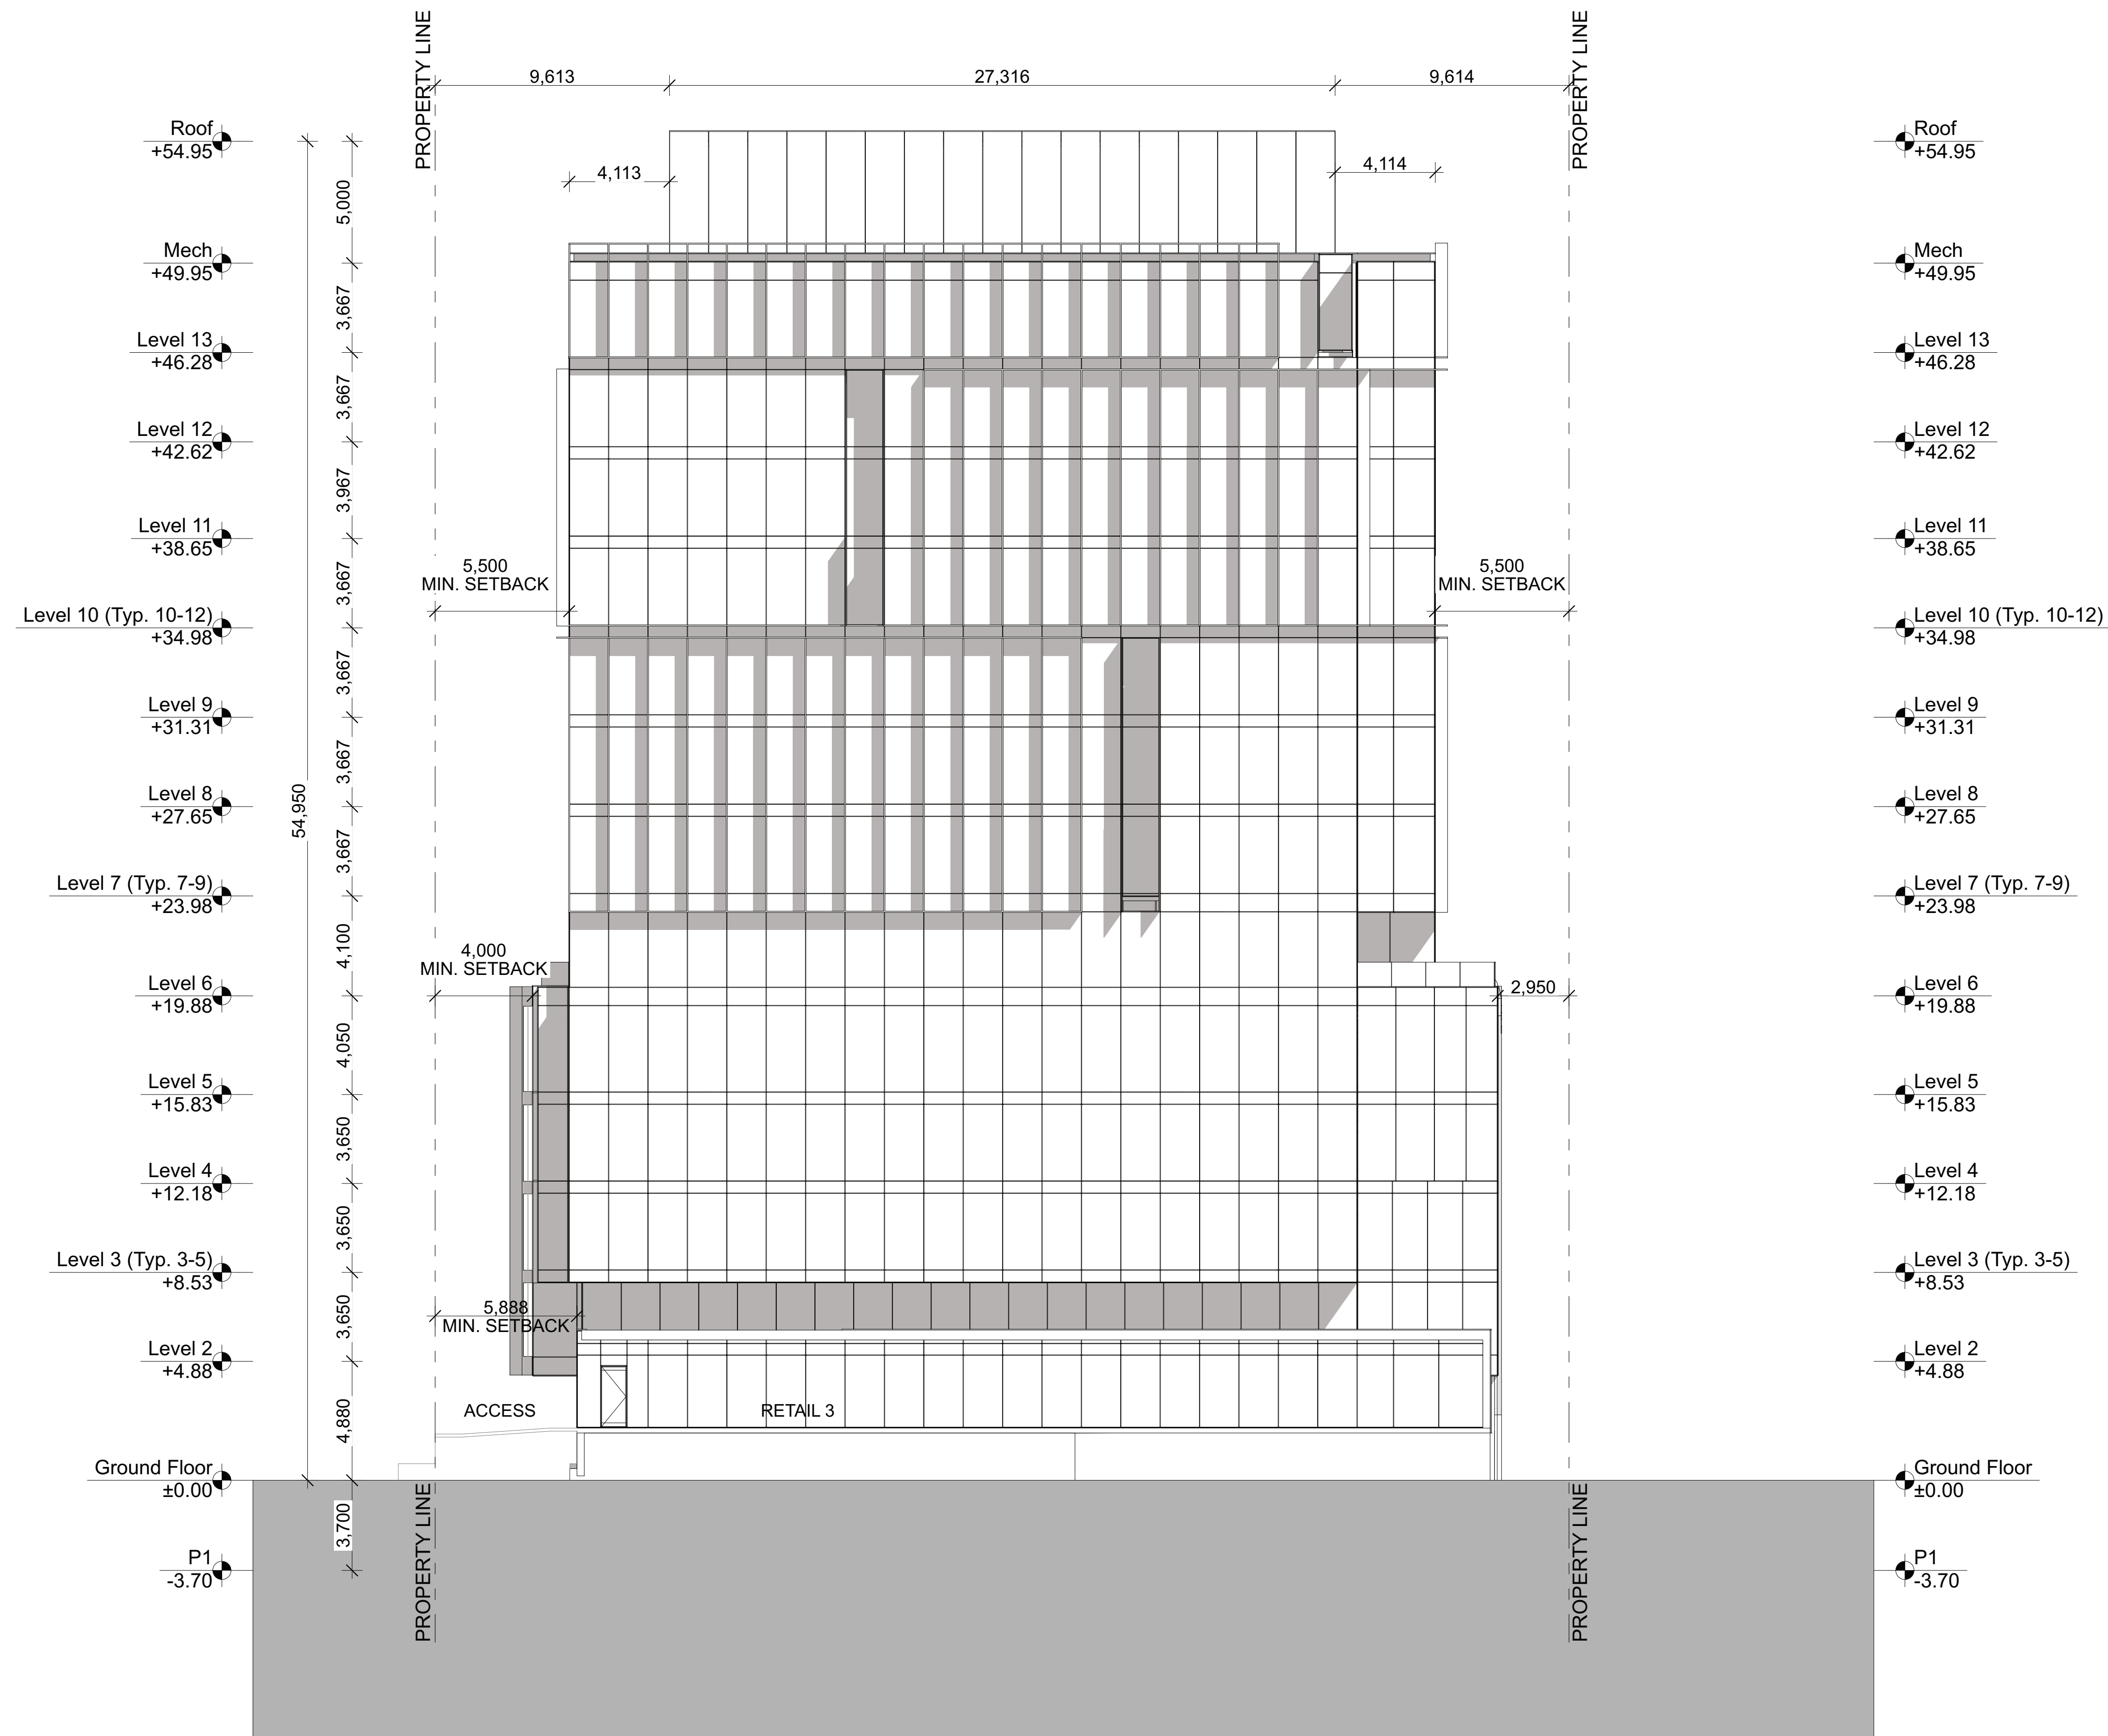 PROPERTY LINE
PROPERTY LINE
9,613
27,316
9,614
Roof
+54.95
Roof
+54.95
4,113
4,114
5,000
Mech
+49.95
Mech
+49.95
3,667
Level 13
+46.28
Level 13
+46.28
3,667
Level 12
+42.62
Level 12
+42.62
3,967
Level 11
+38.65
Level 11
+38.65
5,500
MIN. SETBACK
5,500
MIN. SETBACK
3,667
Level 10 (Typ. 10-12)
+34.98
Level 10 (Typ. 10-12)
+34.98
3,667
Level 9
+31.31
Level 9
+31.31
3,667
54,950
Level 8
+27.65
Level 8
+27.65
3,667
Level 7 (Typ. 7-9)
+23.98
Level 7 (Typ. 7-9)
+23.98
4,100
4,000
MIN. SETBACK
Level 6
+19.88
2,950
Level 6
+19.88
4,050
Level 5
+15.83
Level 5
+15.83
3,650
Level 4
+12.18
Level 4
+12.18
3,650
Level 3 (Typ. 3-5)
+8.53
Level 3 (Typ. 3-5)
+8.53
3,650
5,888
MIN. SETBACK
Level 2
+4.88
Level 2
+4.88
4,880
ACCESS
RETAIL 3
Ground Floor
±0.00
Ground Floor
±0.00
3,700
PROPERTY LINE
PROPERTY LINE
P1
-3.70
P1
-3.70